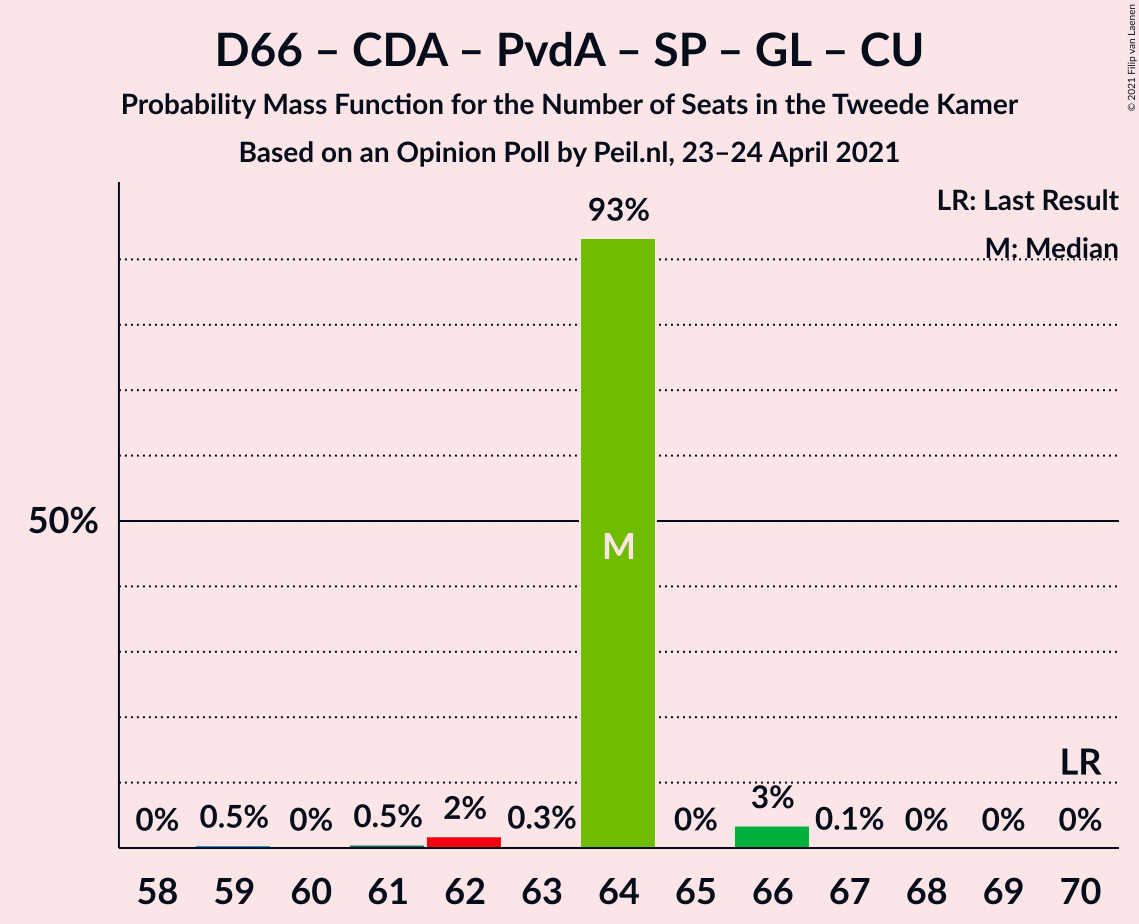 D66 – CDA – PvdA – SP – GL – CU
Probability Mass Function for the Number of Seats in the Tweede Kamer
Based on an Opinion Poll by Peil.nl, 23–24 April 2021
© 2021 Filip van Laenen
LR: Last Result
M: Median
93%
50%
M
LR
0% 0.5% 0% 0.5% 2% 0.3% 0% 3% 0.1% 0% 0% 0%
58 59 60 61 62 63 64 65 66 67 68 69 70